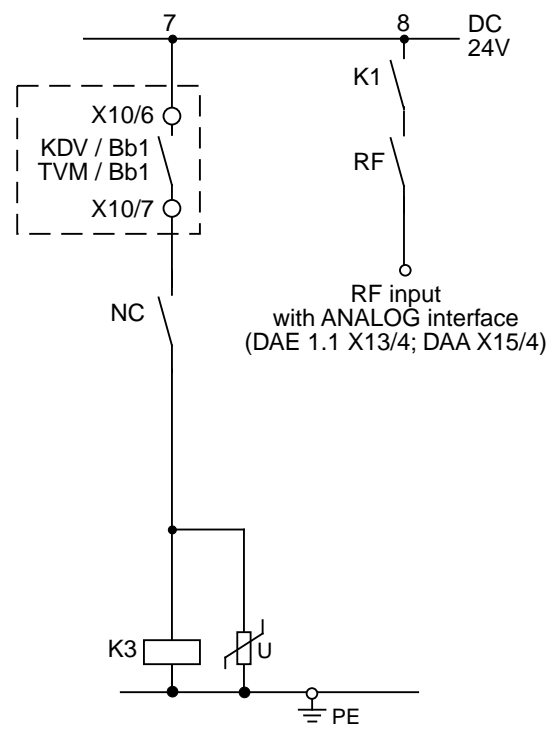 7
8
DC
24V
K1
X10/6
KDV / Bb1
TVM / Bb1
RF
X10/7
RF input
with ANALOG interface
(DAE 1.1 X13/4; DAA X15/4)
NC
K3
U
PE